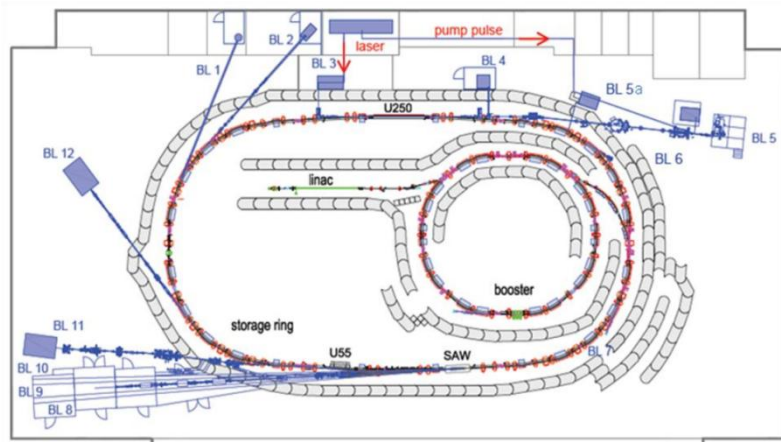 BL 1
BL 2
laser
pump pulse
BL 3
BL 4
BL 5a
BL 5
U250
BL 6
BL 12
linac
booster
storage ring
BL 11
U55
SAW
BL 7
BL 10
BL 9
BL 8